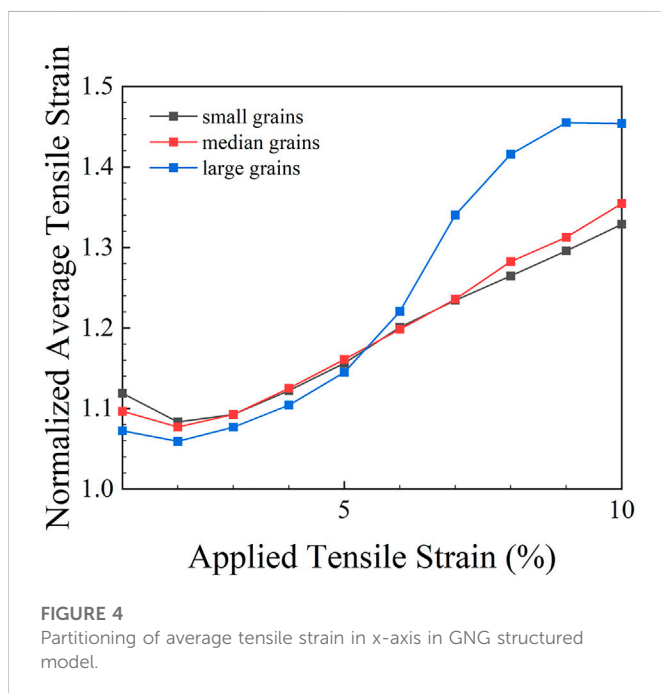 Normalized Average Tensile Strain
1.5
1.4
1.3
1.2
1.1
1.0
small grains
median grains
large grains
5
10
Applied Tensile Strain (%)
FIGURE 4
Partitioning of average tensile strain in x-axis in GNG structured
model.